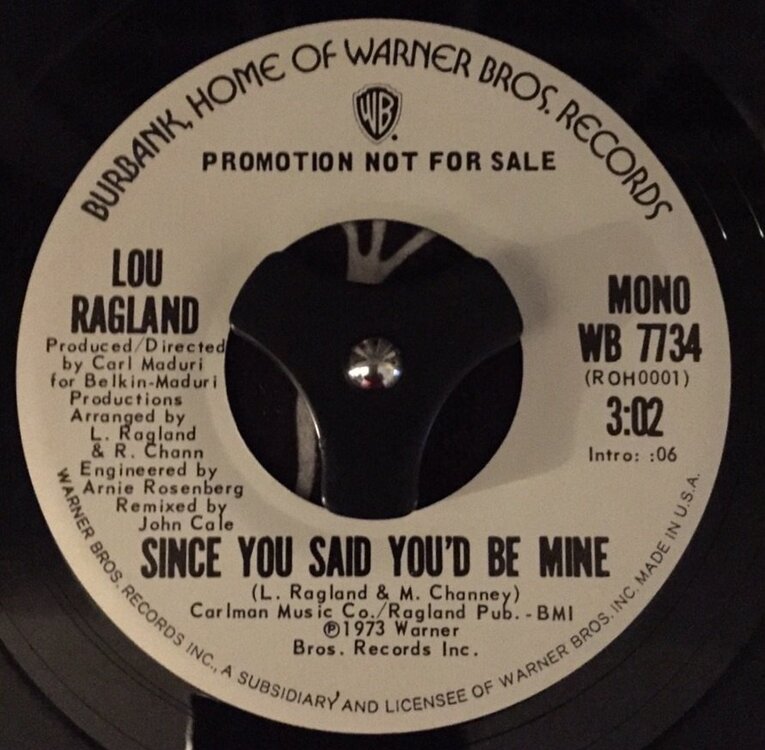 BURBANK, HOME OF WARNER BROS. RECORDS
WB
PROMOTION NOT FOR SALE
LOU
RAGLAND
Produced/Directed
by Carl Maduri
for Belkin-Maduri
Productions
Arranged by
L. Ragland
& R. Chann
Engineered by
Arnie Rosenberg
Remixed by
John Cale
MONO
WB 7734
(ROH0001)
3:02
Intro: :06
SINCE YOU SAID YOU'D BE MINE
(L. Ragland & M. Channey)
Carlman Music Co./Ragland Pub. - BMI
℗1973 Warner
Bros. Records Inc.
WARNER BROS. RECORDS INC., A SUBSIDIARY AND LICENSEE OF WARNER BROS. INC. MADE IN U.S.A.